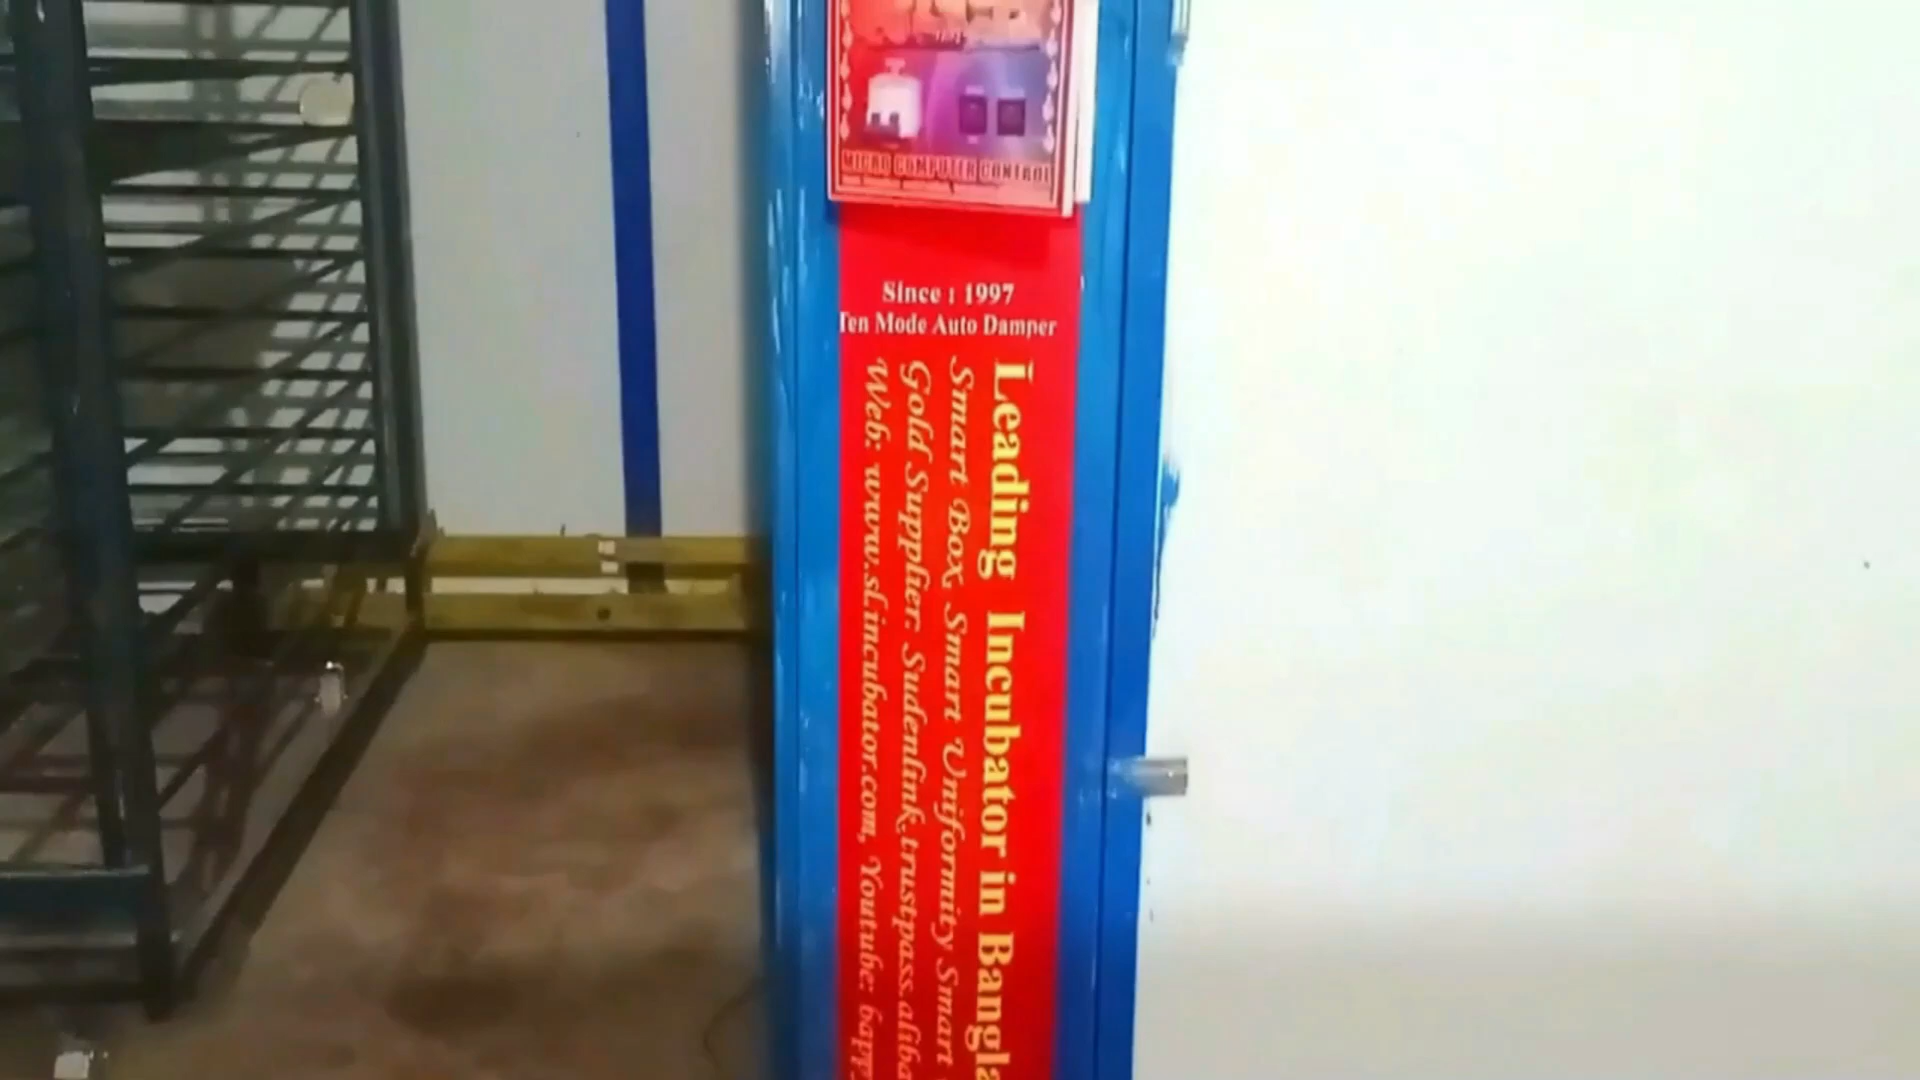 MICRO COMPUTER CONTROL
Since : 1997
Ten Mode Auto Damper
Leading Incubator in Bangla
Smart Box, Smart Uniformity Smart
Gold Supplier: Sudenlink.trustpass.aliba
Web: www.sl.incubator.com, Youtube: bapp